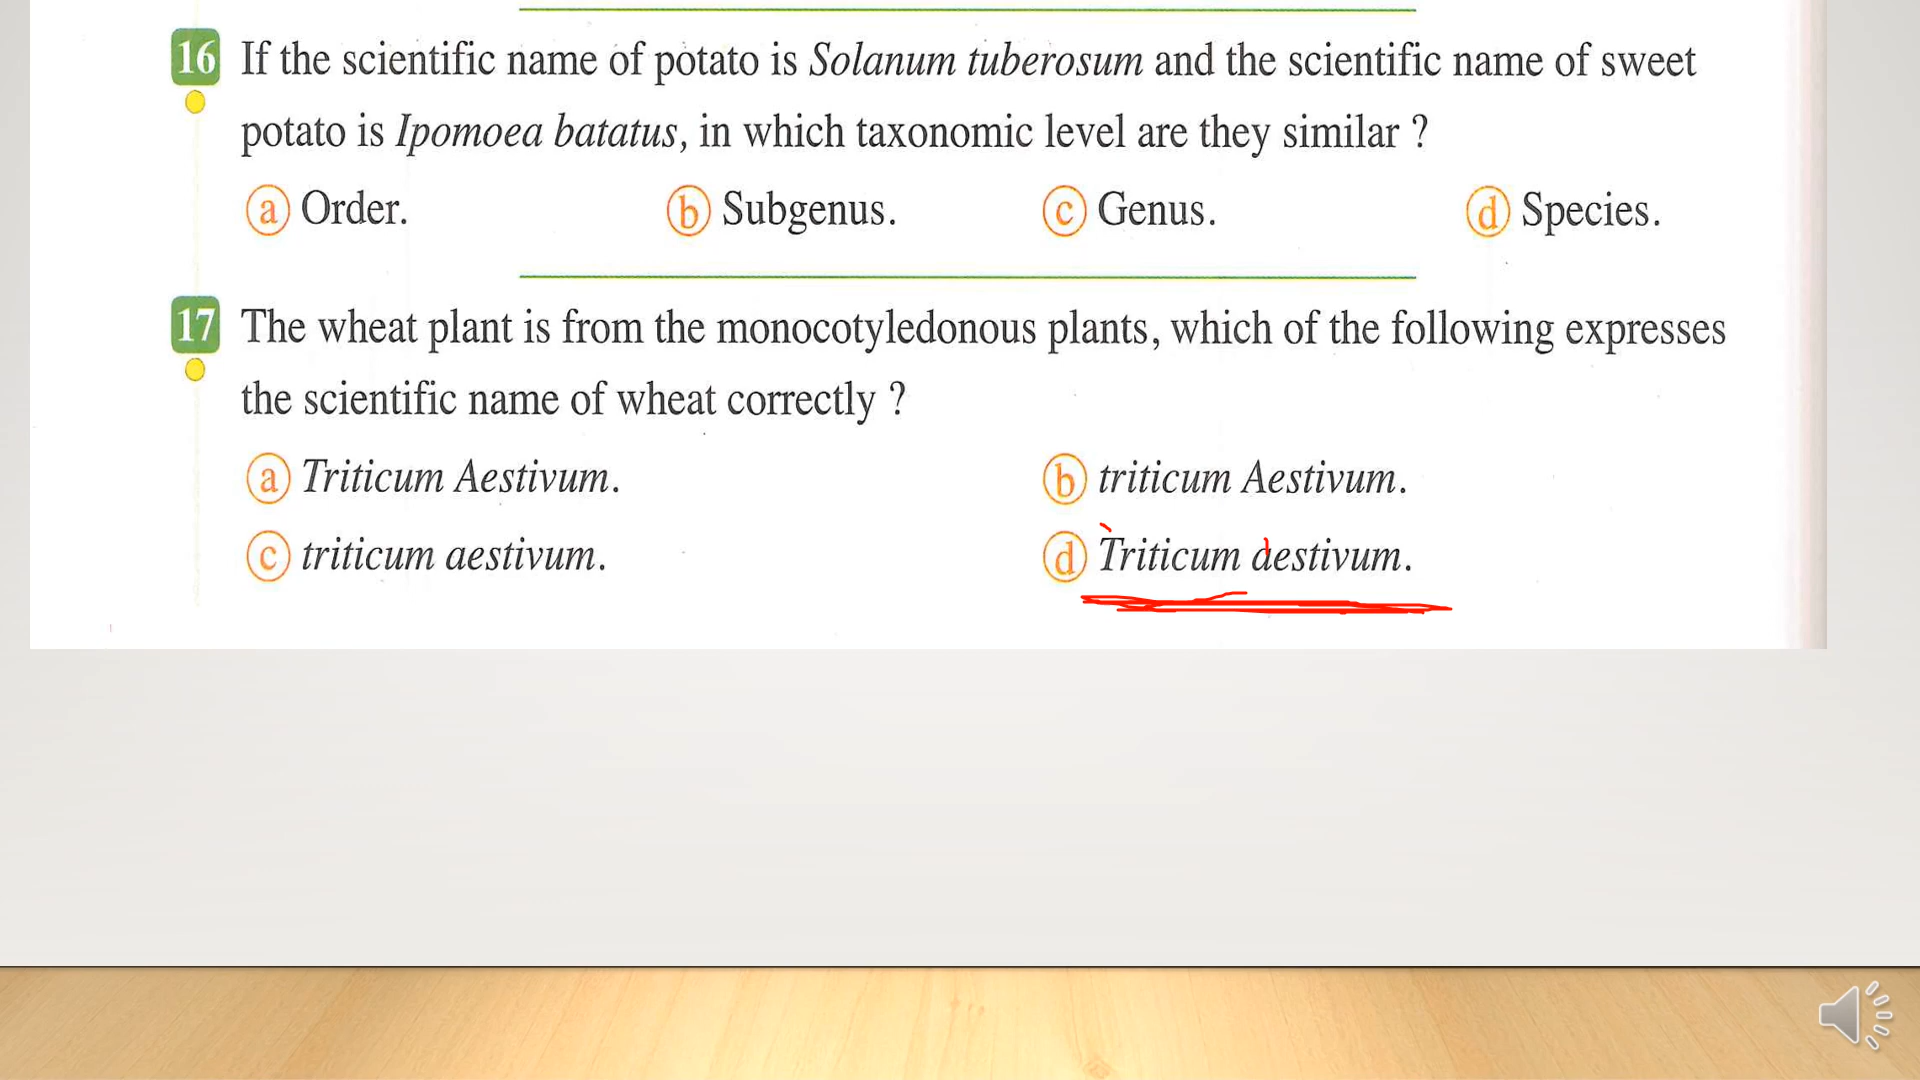 16 If the scientific name of potato is Solanum tuberosum and the scientific name of sweet
potato is Ipomoea batatus, in which taxonomic level are they similar ?
a Order. b Subgenus. c Genus. d Species.
17 The wheat plant is from the monocotyledonous plants, which of the following expresses
the scientific name of wheat correctly ?
a Triticum Aestivum. b triticum Aestivum.
c triticum aestivum. d Triticum aestivum.